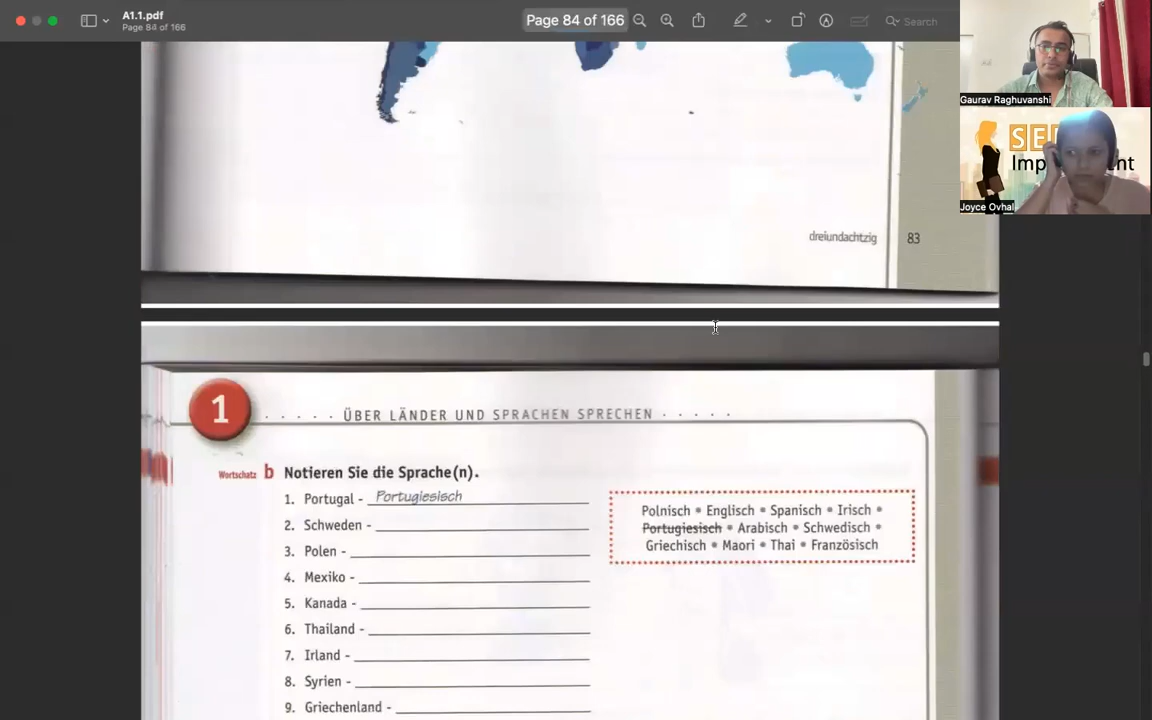 A1.1.pdf
Page 84 of 166
Page 84 of 166
Search
Gaurav Raghuvanshi
Joyce Ovhal
dreiundachtzig 83
1 ÜBER LÄNDER UND SPRACHEN SPRECHEN
Wortschatz b Notieren Sie die Sprache(n).
1. Portugal - Portugiesisch
2. Schweden -
3. Polen -
4. Mexiko -
5. Kanada -
6. Thailand -
7. Irland -
8. Syrien -
9. Griechenland -
Polnisch • Englisch • Spanisch • Irisch •
Portugiesisch • Arabisch • Schwedisch •
Griechisch • Maori • Thai • Französisch